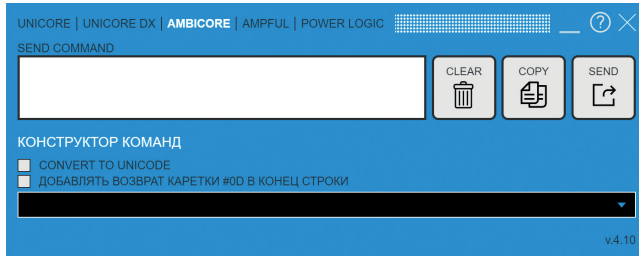 UNICORE | UNICORE DX | AMBICORE | AMPFUL | POWER LOGIC
SEND COMMAND
CLEAR COPY SEND
КОНСТРУКТОР КОМАНД
CONVERT TO UNICODE
ДОБАВЛЯТЬ ВОЗВРАТ КАРЕТКИ #0D В КОНЕЦ СТРОКИ
v.4.10